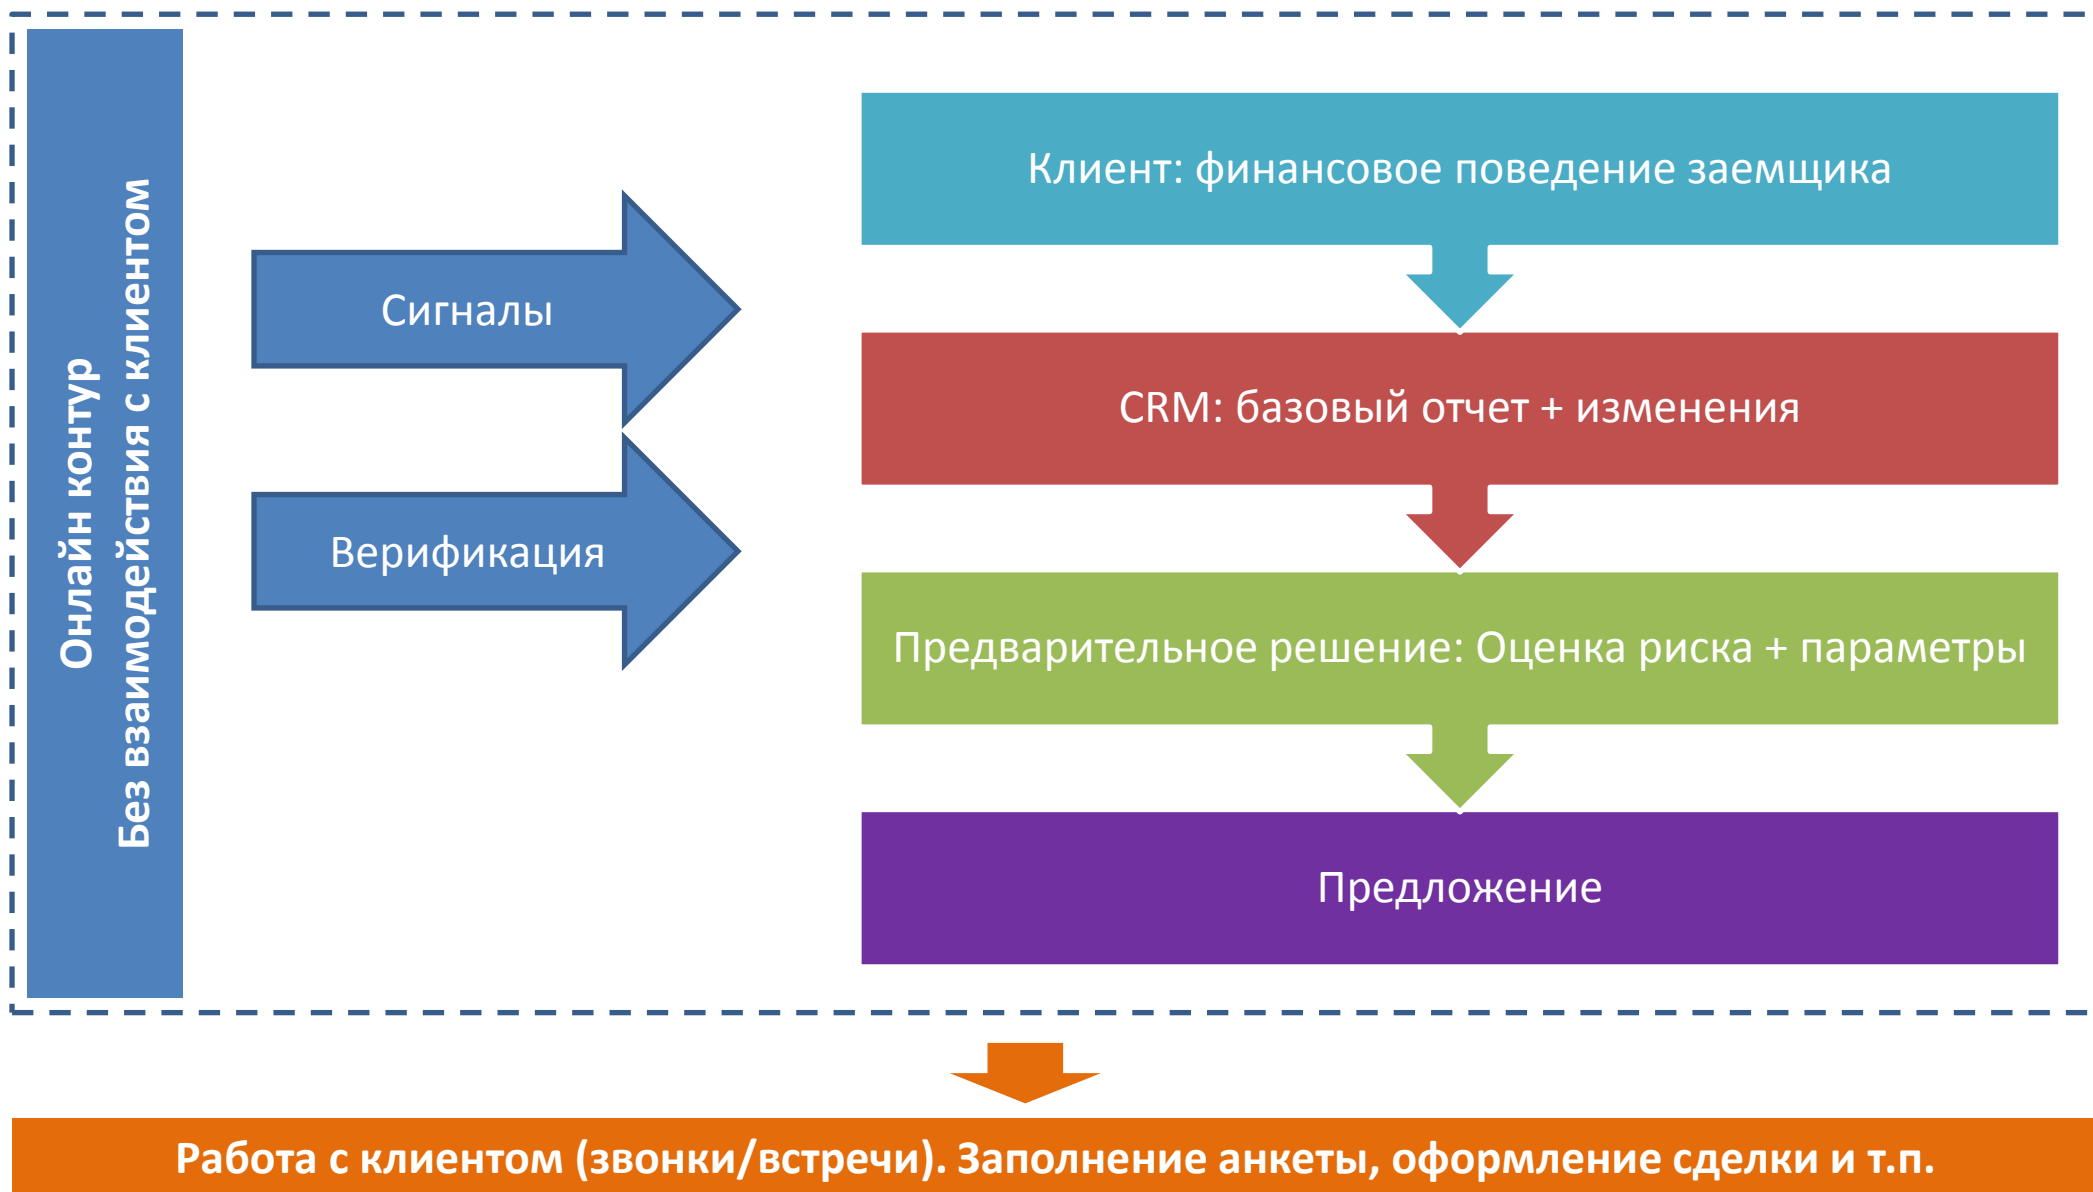 Онлайн контур
Без взаимодействия с клиентом
Сигналы
Верификация
Клиент: финансовое поведение заемщика
CRM: базовый отчет + изменения
Предварительное решение: Оценка риска + параметры
Предложение
Работа с клиентом (звонки/встречи). Заполнение анкеты, оформление сделки и т.п.